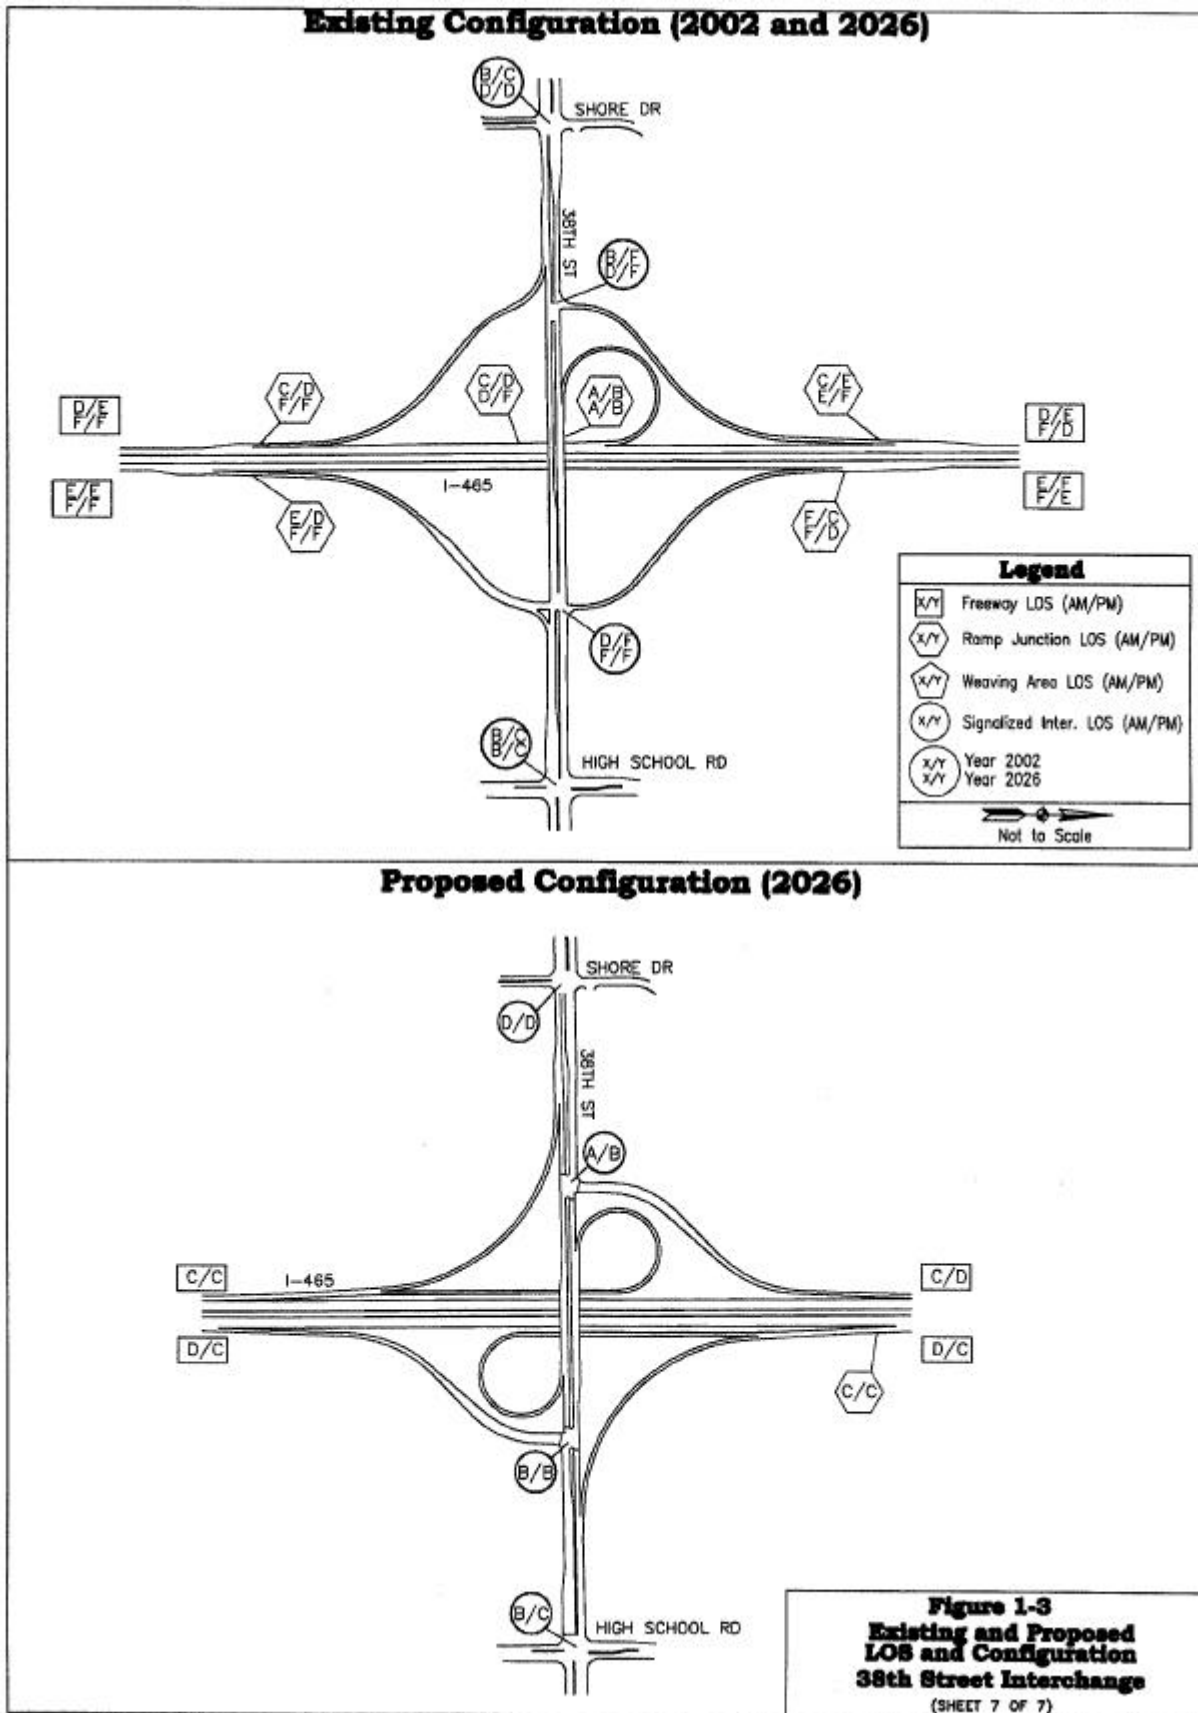 Existing Configuration (2002 and 2026)
B/C
D/D
SHORE DR
38TH ST
B/F
D/F
C/D
F/F
C/D
D/F
A/B
A/B
C/E
E/F
D/E
F/F
D/E
F/D
E/E
F/F
I-465
E/F
F/E
E/D
F/F
F/C
F/D
D/F
F/F
B/C
B/C
HIGH SCHOOL RD
Legend
X/Y Freeway LOS (AM/PM)
X/Y Ramp Junction LOS (AM/PM)
X/Y Weaving Area LOS (AM/PM)
X/Y Signalized Inter. LOS (AM/PM)
X/Y Year 2002
X/Y Year 2026
Not to Scale
Proposed Configuration (2026)
SHORE DR
D/D
38TH ST
A/B
C/C
I-465
C/D
D/C
D/C
C/C
B/B
B/C
HIGH SCHOOL RD
Figure 1-3
Existing and Proposed
LOS and Configuration
38th Street Interchange
(SHEET 7 OF 7)